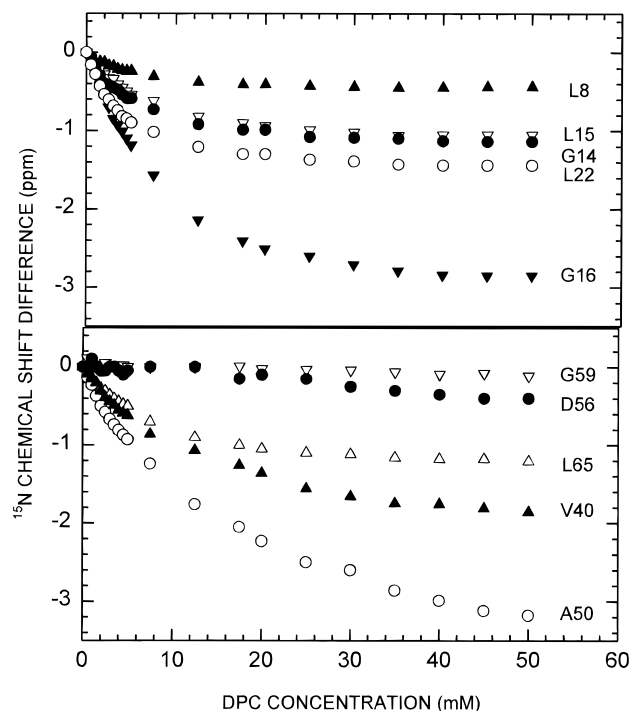 0
-1
-2
-3
L8
L15
G14
L22
G16
¹⁵N CHEMICAL SHIFT DIFFERENCE (ppm)
0
-1
-2
-3
G59
D56
L65
V40
A50
0 10 20 30 40 50 60
DPC CONCENTRATION (mM)